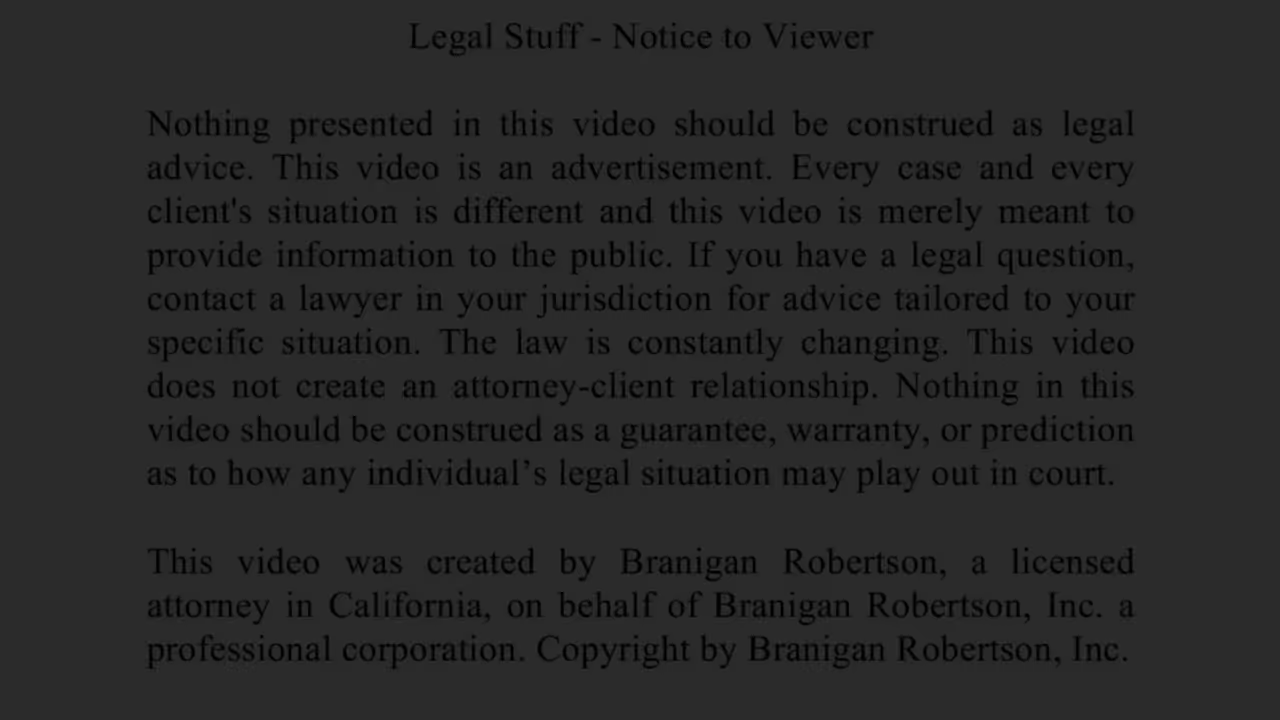 Legal Stuff - Notice to Viewer
Nothing presented in this video should be construed as legal
advice. This video is an advertisement. Every case and every
client's situation is different and this video is merely meant to
provide information to the public. If you have a legal question,
contact a lawyer in your jurisdiction for advice tailored to your
specific situation. The law is constantly changing. This video
does not create an attorney-client relationship. Nothing in this
video should be construed as a guarantee, warranty, or prediction
as to how any individual’s legal situation may play out in court.
This video was created by Branigan Robertson, a licensed
attorney in California, on behalf of Branigan Robertson, Inc. a
professional corporation. Copyright by Branigan Robertson, Inc.